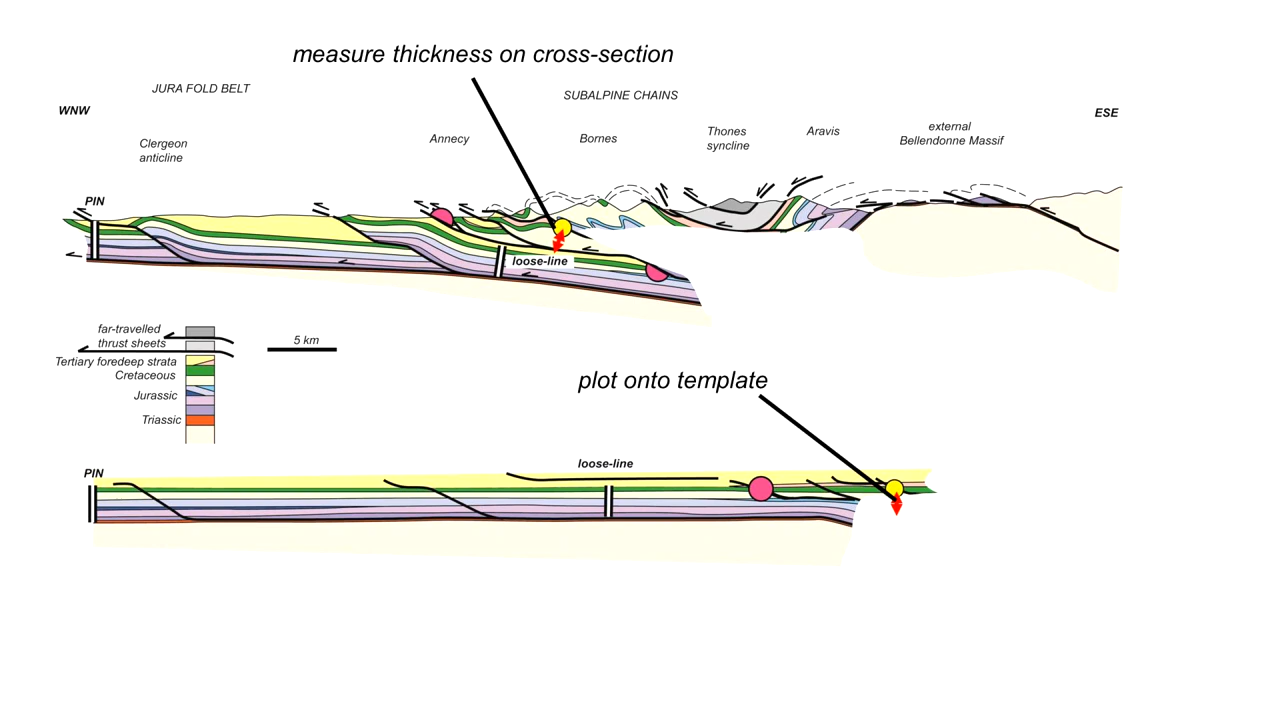 measure thickness on cross-section
JURA FOLD BELT
SUBALPINE CHAINS
WNW
ESE
Clergeon
anticline
Annecy
Bornes
Thones
syncline
Aravis
external
Bellendonne Massif
PIN
loose-line
far-travelled
thrust sheets
5 km
Tertiary foredeep strata
Cretaceous
Jurassic
Triassic
plot onto template
PIN
loose-line